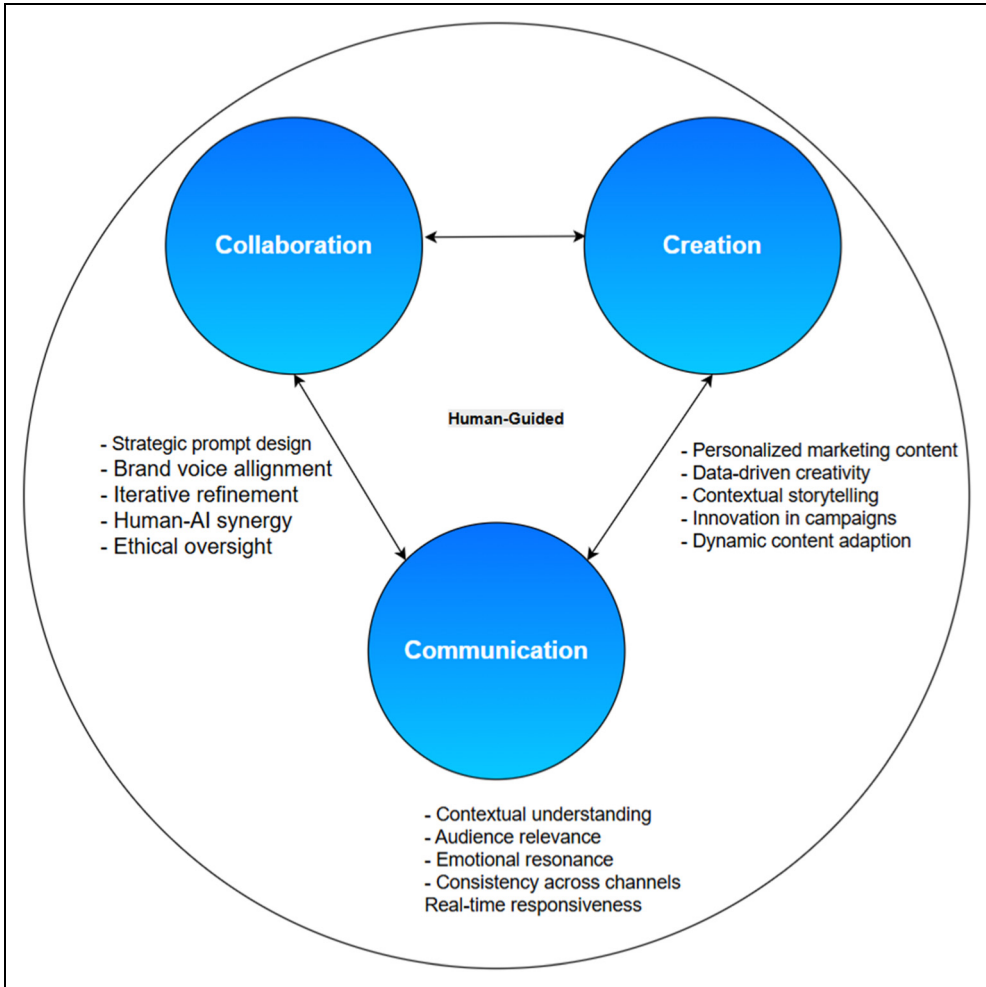 Collaboration
Creation
Human-Guided
- Strategic prompt design
- Brand voice allignment
- Iterative refinement
- Human-AI synergy
- Ethical oversight
- Personalized marketing content
- Data-driven creativity
- Contextual storytelling
- Innovation in campaigns
- Dynamic content adaption
Communication
- Contextual understanding
- Audience relevance
- Emotional resonance
- Consistency across channels
Real-time responsiveness